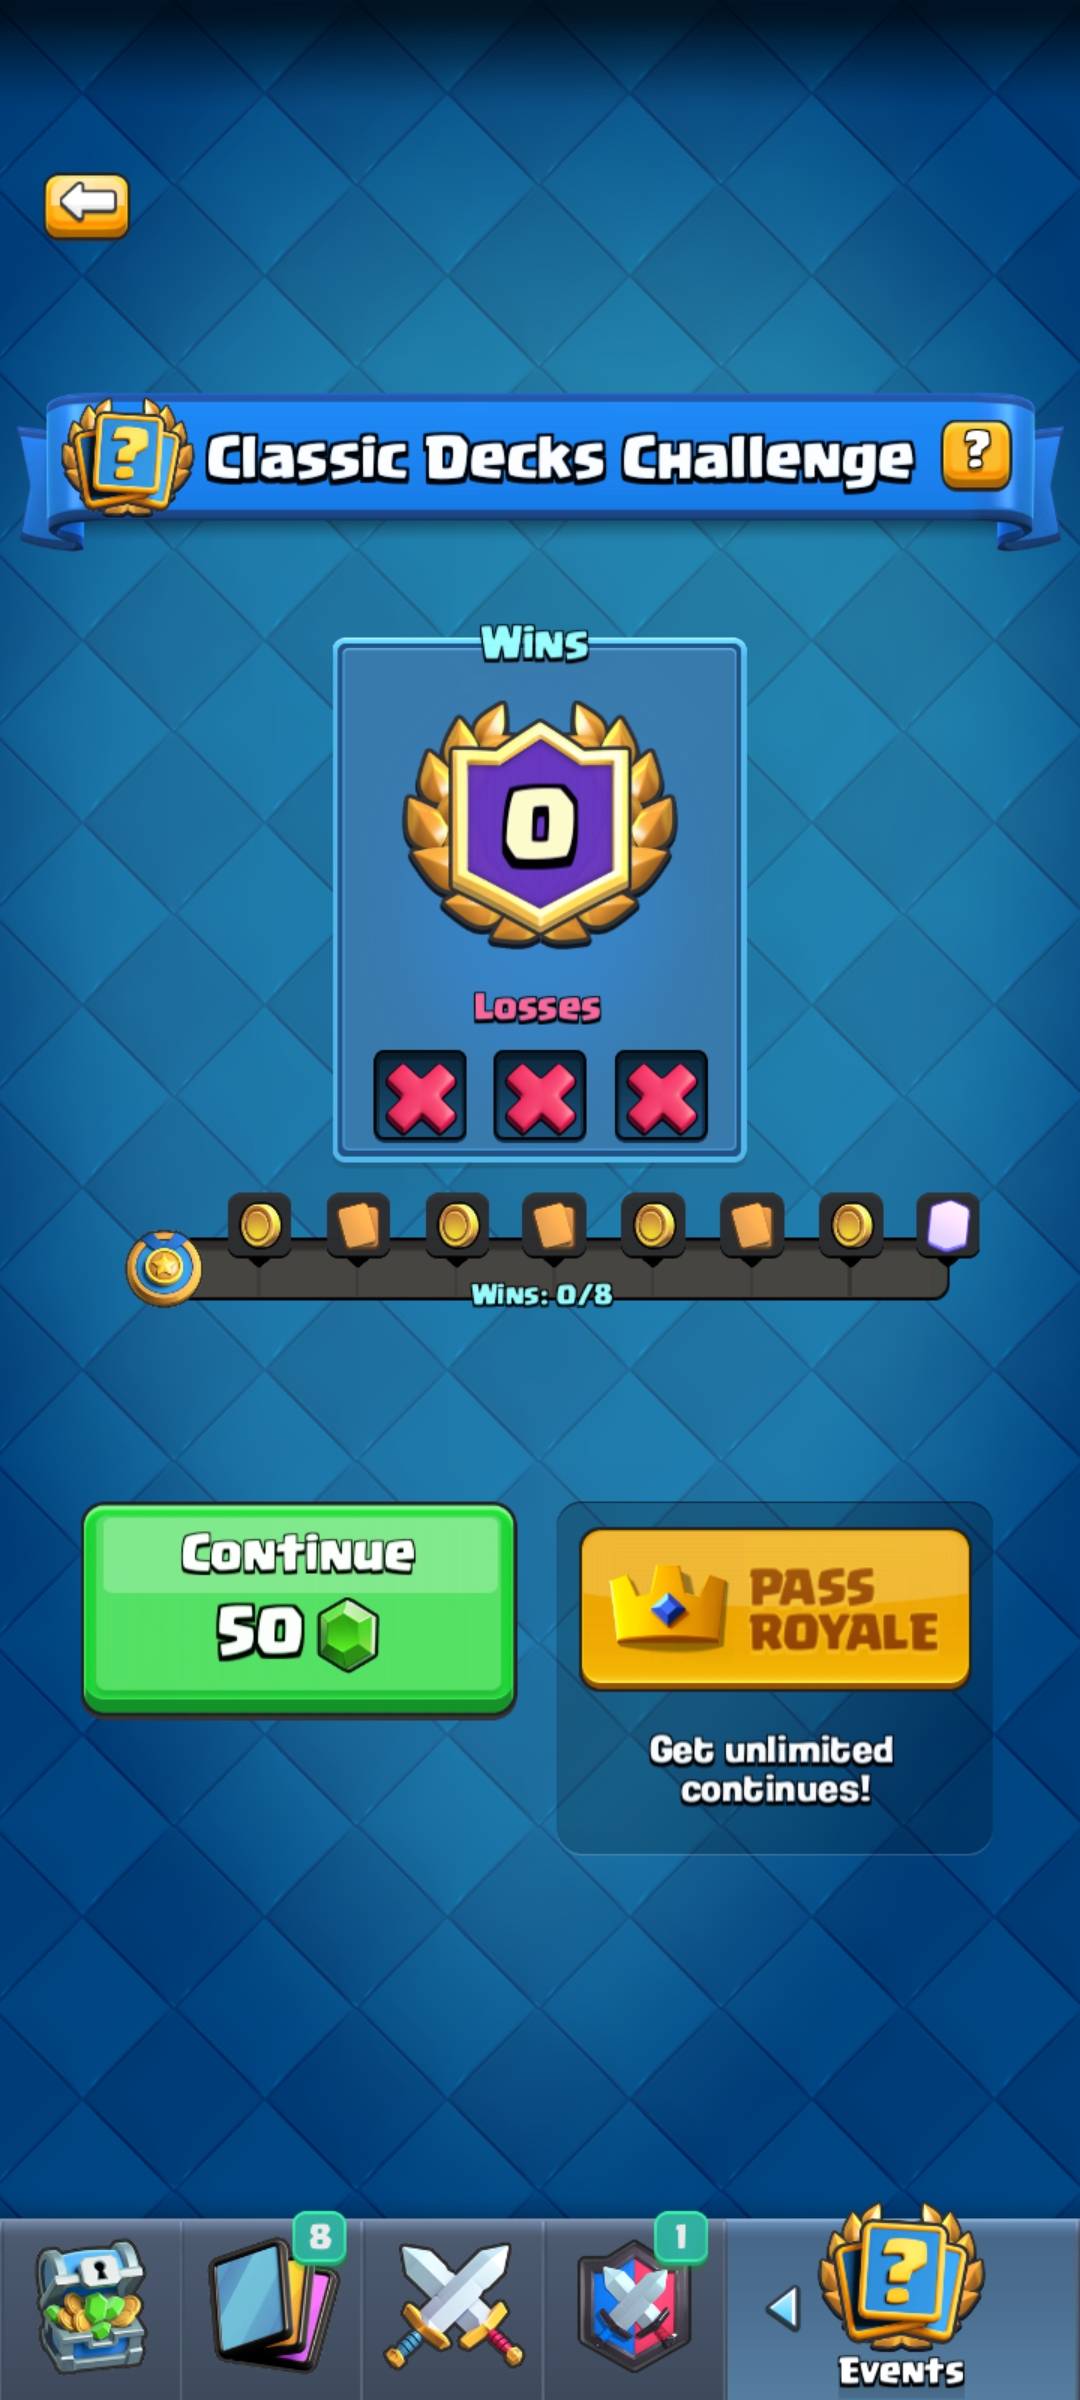 Classic Decks Challenge
?
Wins
0
Losses
Wins: 0/8
Continue
50
PASS
ROYALE
Get unlimited
continues!
8
1
Events